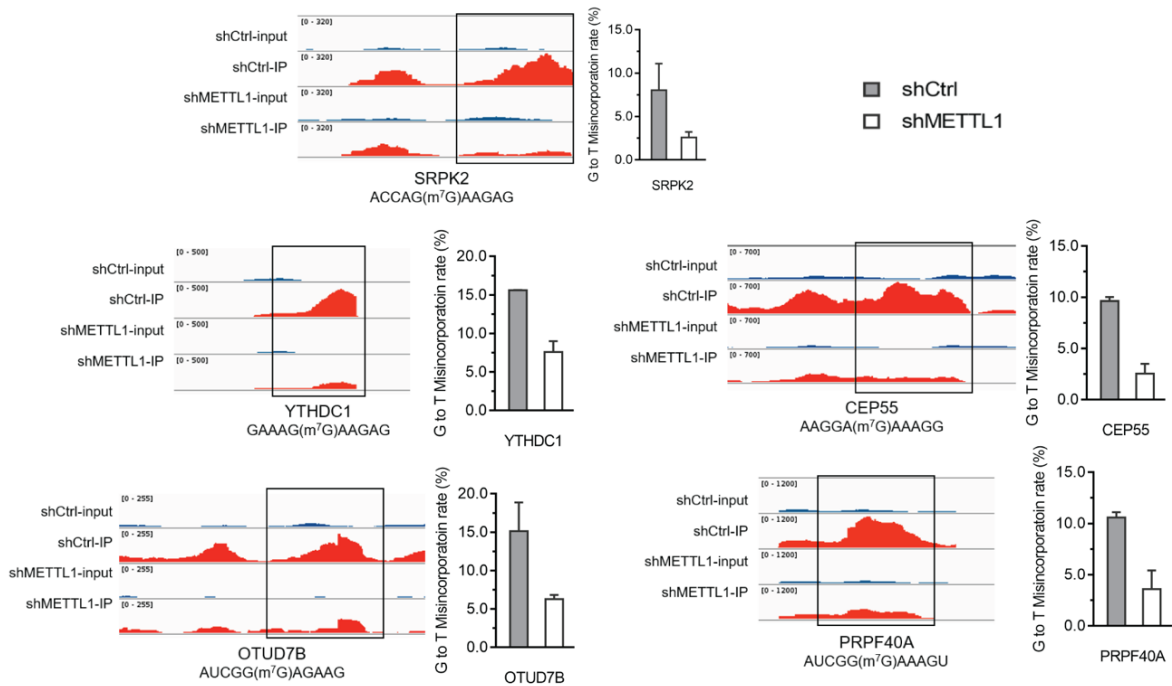 [0 - 320]
shCtrl-input
[0 - 320]
shCtrl-IP
[0 - 320]
shMETTL1-input
[0 - 320]
shMETTL1-IP
SRPK2
ACCAG(m⁷G)AAGAG
G to T Misincorporatoin rate (%)
15.0
10.0
5.0
0.0
SRPK2
shCtrl
shMETTL1
[0 - 500]
shCtrl-input
[0 - 500]
shCtrl-IP
[0 - 500]
shMETTL1-input
[0 - 500]
shMETTL1-IP
YTHDC1
GAAAG(m⁷G)AAGAG
G to T Misincorporatoin rate (%)
20.0
15.0
10.0
5.0
0.0
YTHDC1
[0 - 700]
shCtrl-input
[0 - 700]
shCtrl-IP
[0 - 700]
shMETTL1-input
[0 - 700]
shMETTL1-IP
CEP55
AAGGA(m⁷G)AAAGG
G to T Misincorporatoin rate (%)
15.0
10.0
5.0
0.0
CEP55
[0 - 255]
shCtrl-input
[0 - 255]
shCtrl-IP
[0 - 255]
shMETTL1-input
[0 - 255]
shMETTL1-IP
OTUD7B
AUCGG(m⁷G)AGAAG
G to T Misincorporatoin rate (%)
20.0
15.0
10.0
5.0
0.0
OTUD7B
[0 - 1200]
shCtrl-input
[0 - 1200]
shCtrl-IP
[0 - 1200]
shMETTL1-input
[0 - 1200]
shMETTL1-IP
PRPF40A
AUCGG(m⁷G)AAAGU
G to T Misincorporatoin rate (%)
15.0
10.0
5.0
0.0
PRPF40A